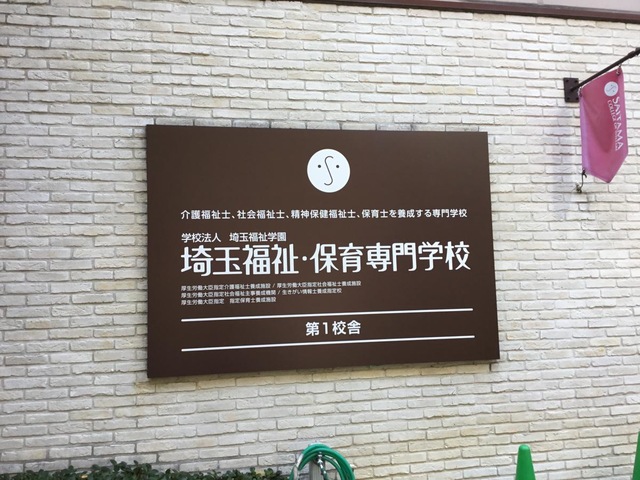 介護福祉士、社会福祉士、精神保健福祉士、保育士を養成する専門学校
学校法人 埼玉福祉学園
埼玉福祉・保育専門学校
厚生労働大臣指定介護福祉士養成施設 / 厚生労働大臣指定社会福祉士養成施設
厚生労働大臣指定社会福祉主事養成機関 / 生きがい情報士養成指定校
厚生労働大臣指定 指定保育士養成施設
第1校舎
SAITAMA